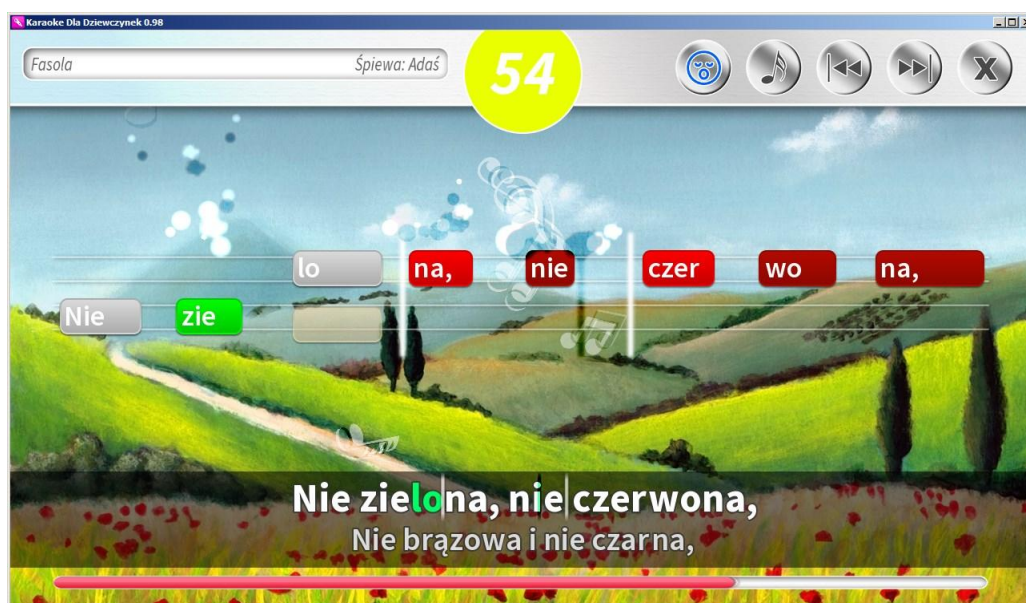 Karaoke Dla Dziewczynek 0.98
Fasola Śpiewa: Adaś
54
X
lo na, nie czer wo na,
Nie zie
Nie zielona, nie czerwona,
Nie brązowa i nie czarna,